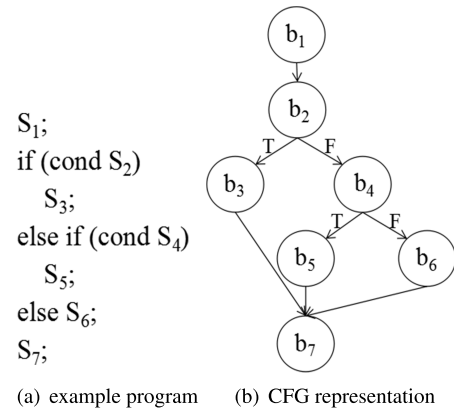 S₁;
if (cond S₂)
S₃;
else if (cond S₄)
S₅;
else S₆;
S₇;
(a) example program
b₁
b₂
T F
b₃ b₄
T F
b₅ b₆
b₇
(b) CFG representation